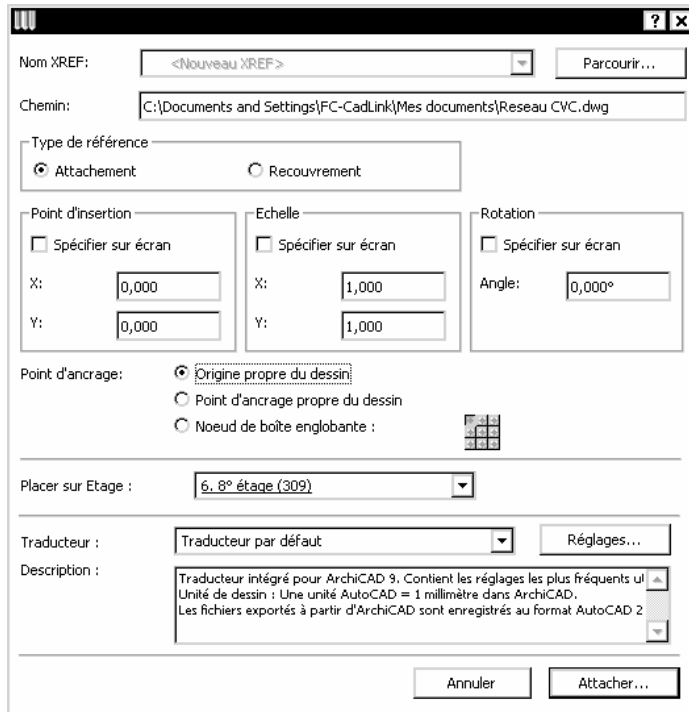 Nom XREF: <Nouveau XREF> Parcourir...
Chemin: C:\Documents and Settings\FC-CadLink\Mes documents\Reseau CVC.dwg
Type de référence
Attachement Recouvrement
Point d'insertion Echelle Rotation
Spécifier sur écran Spécifier sur écran Spécifier sur écran
X: 0,000 X: 1,000 Angle: 0,000°
Y: 0,000 Y: 1,000
Point d'ancrage: Origine propre du dessin
Point d'ancrage propre du dessin
Noeud de boîte englobante :
Placer sur Etage : 6. 8° étage (309)
Traducteur : Traducteur par défaut Réglages...
Description : Traducteur intégré pour ArchiCAD 9. Contient les réglages les plus fréquents
Unité de dessin : Une unité AutoCAD = 1 millimètre dans ArchiCAD.
Les fichiers exportés à partir d'ArchiCAD sont enregistrés au format AutoCAD 2
Annuler Attacher...